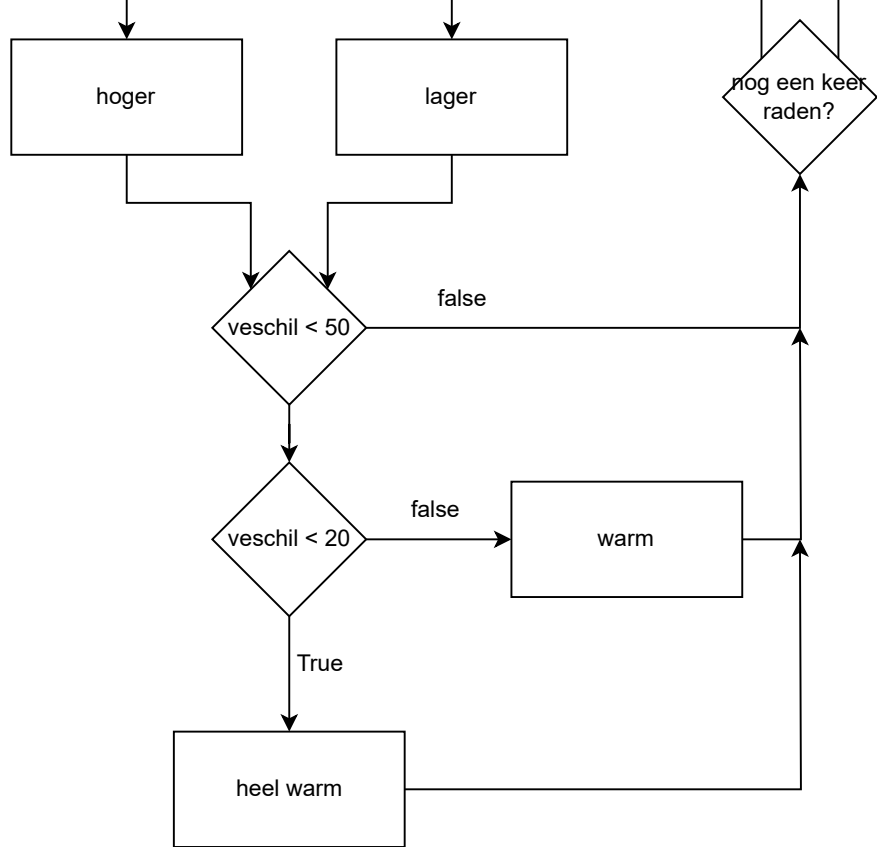 hoger
lager
nog een keer
raden?
false
veschil < 50
false
veschil < 20
warm
True
heel warm